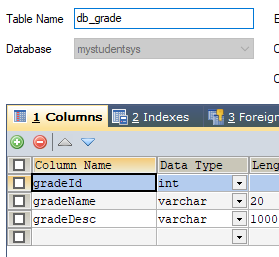 Table Name db_grade
Database mystudentsys
1 Columns 2 Indexes 3 Foreign
Column Name Data Type
gradeId int
gradeName varchar 20
gradeDesc varchar 1000